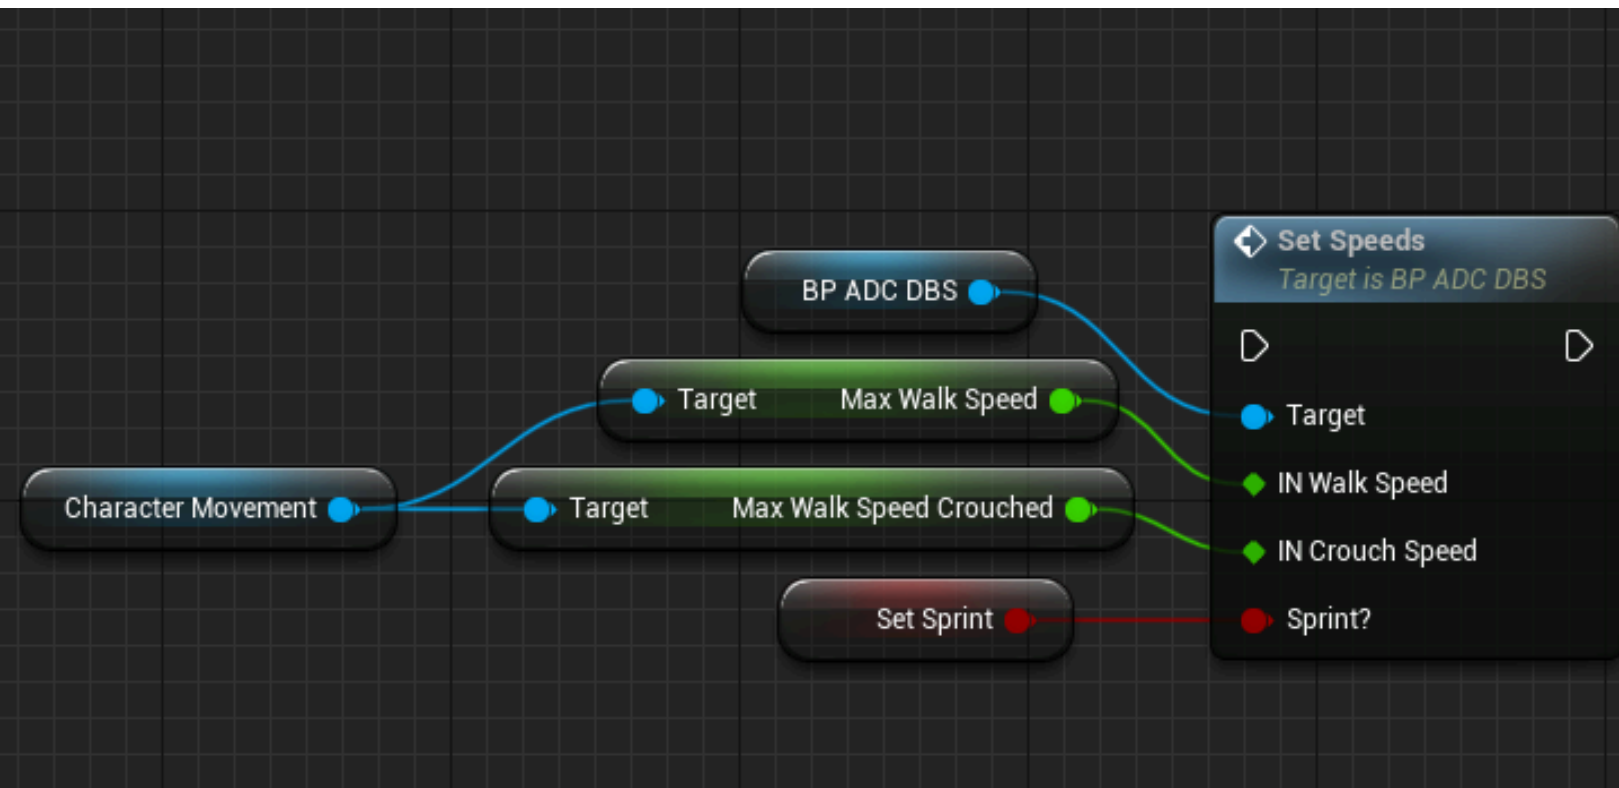 Set Speeds
Target is BP ADC DBS
BP ADC DBS
Target Max Walk Speed
Target
IN Walk Speed
Character Movement
Target Max Walk Speed Crouched
IN Crouch Speed
Set Sprint
Sprint?